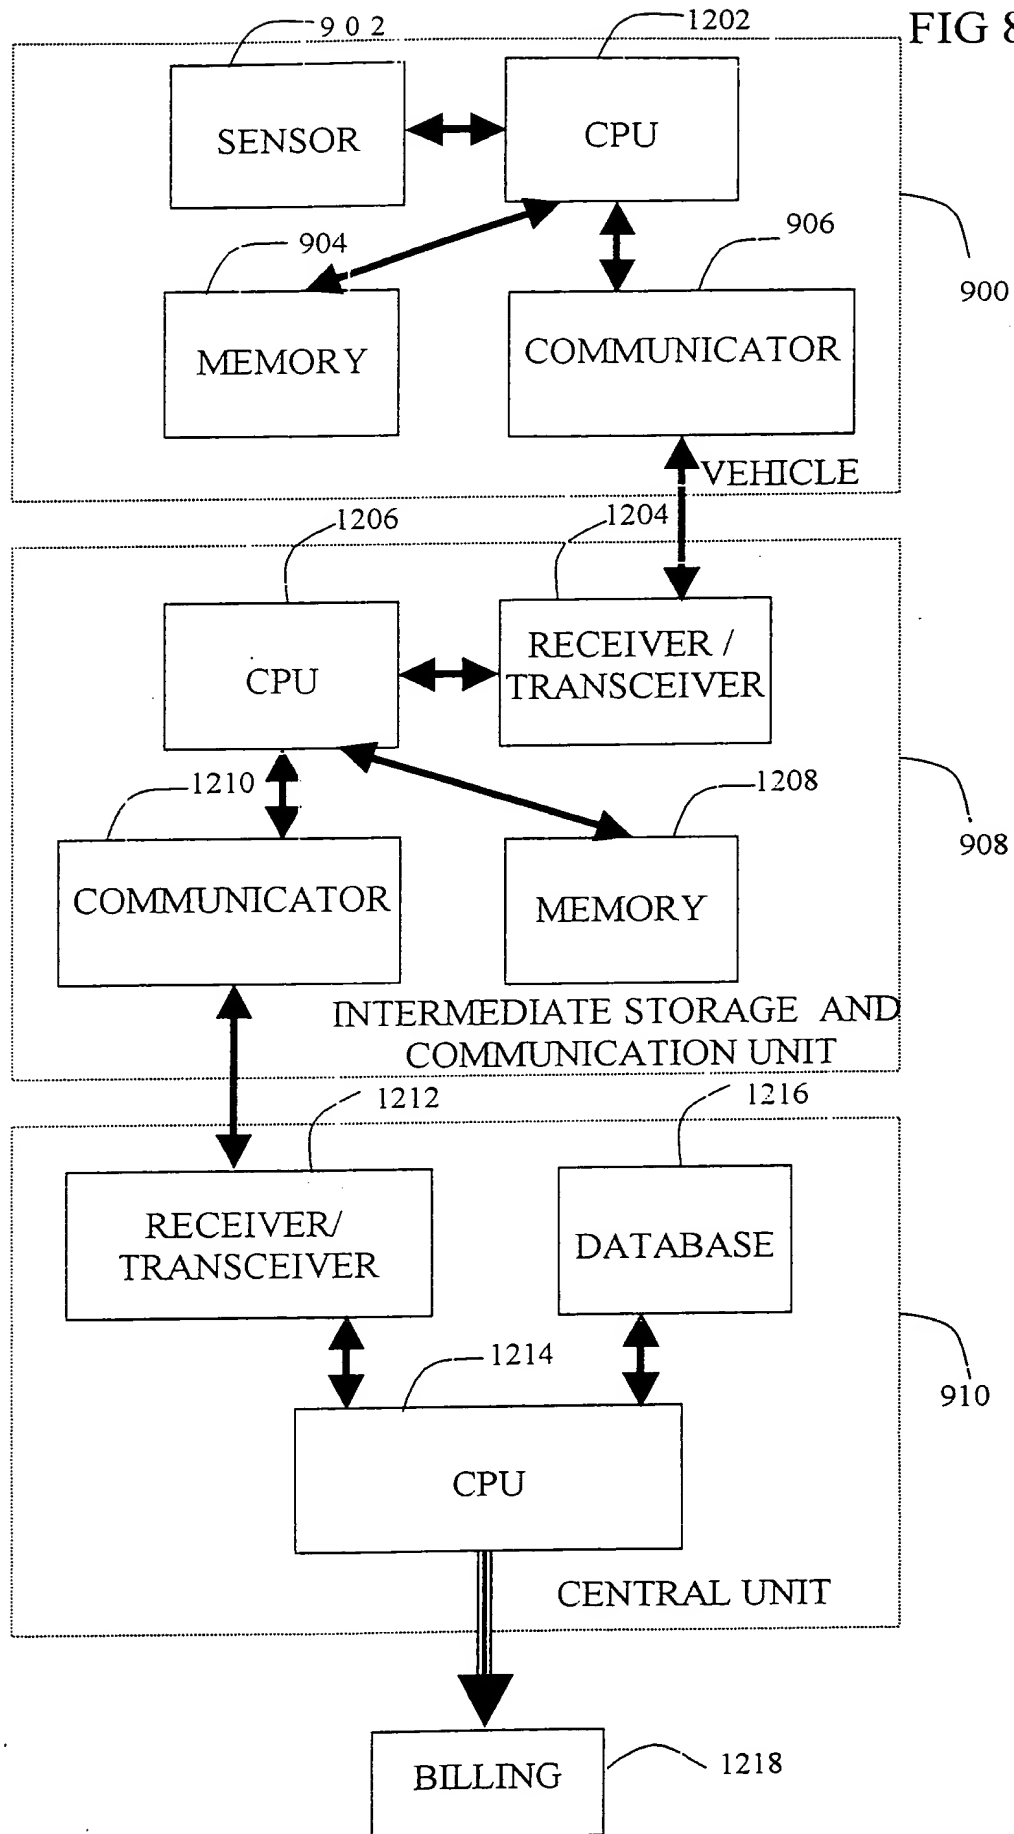 FIG 8
902
1202
SENSOR
CPU
904
906
900
MEMORY
COMMUNICATOR
VEHICLE
1206
1204
CPU
RECEIVER /
TRANSCEIVER
1210
1208
908
COMMUNICATOR
MEMORY
INTERMEDIATE STORAGE AND
COMMUNICATION UNIT
1212
1216
RECEIVER/
TRANSCEIVER
DATABASE
1214
910
CPU
CENTRAL UNIT
BILLING
1218